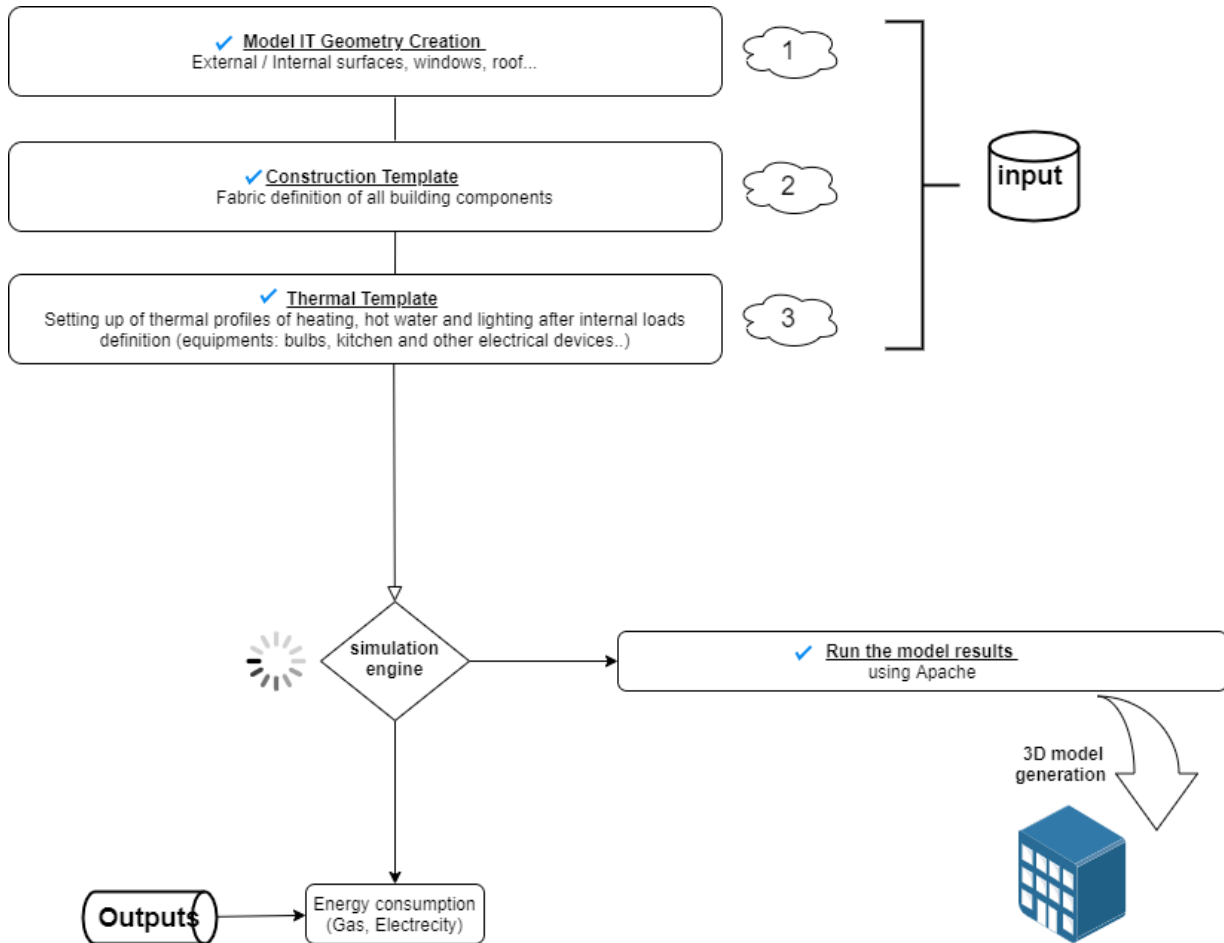 Model IT Geometry Creation
External / Internal surfaces, windows, roof...
1
Construction Template
Fabric definition of all building components
2
input
Thermal Template
Setting up of thermal profiles of heating, hot water and lighting after internal loads
definition (equipments: bulbs, kitchen and other electrical devices..)
3
simulation
engine
Run the model results
using Apache
3D model
generation
Outputs
Energy consumption
(Gas, Electrecity)